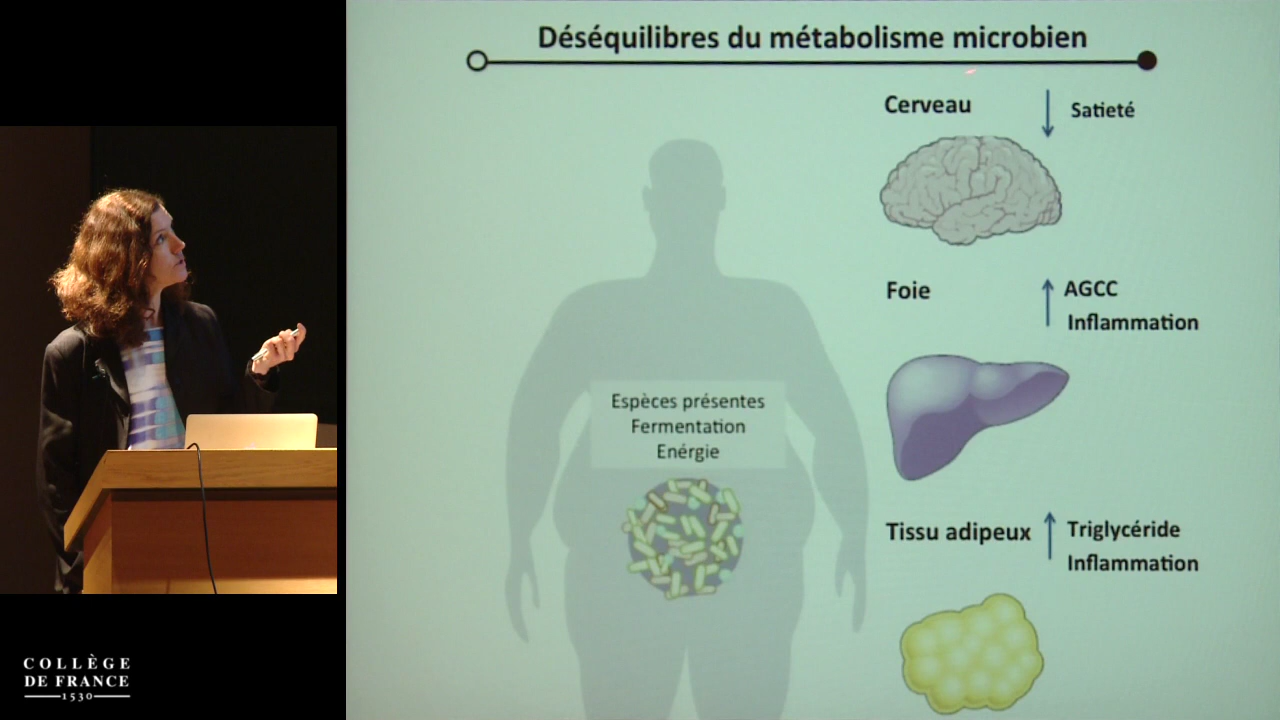 Déséquilibres du métabolisme microbien
Cerveau
Satieté
Foie
AGCC
Inflammation
Espèces présentes
Fermentation
Enérgie
Tissu adipeux
Triglycéride
Inflammation
COLLÈGE
DE FRANCE
1530